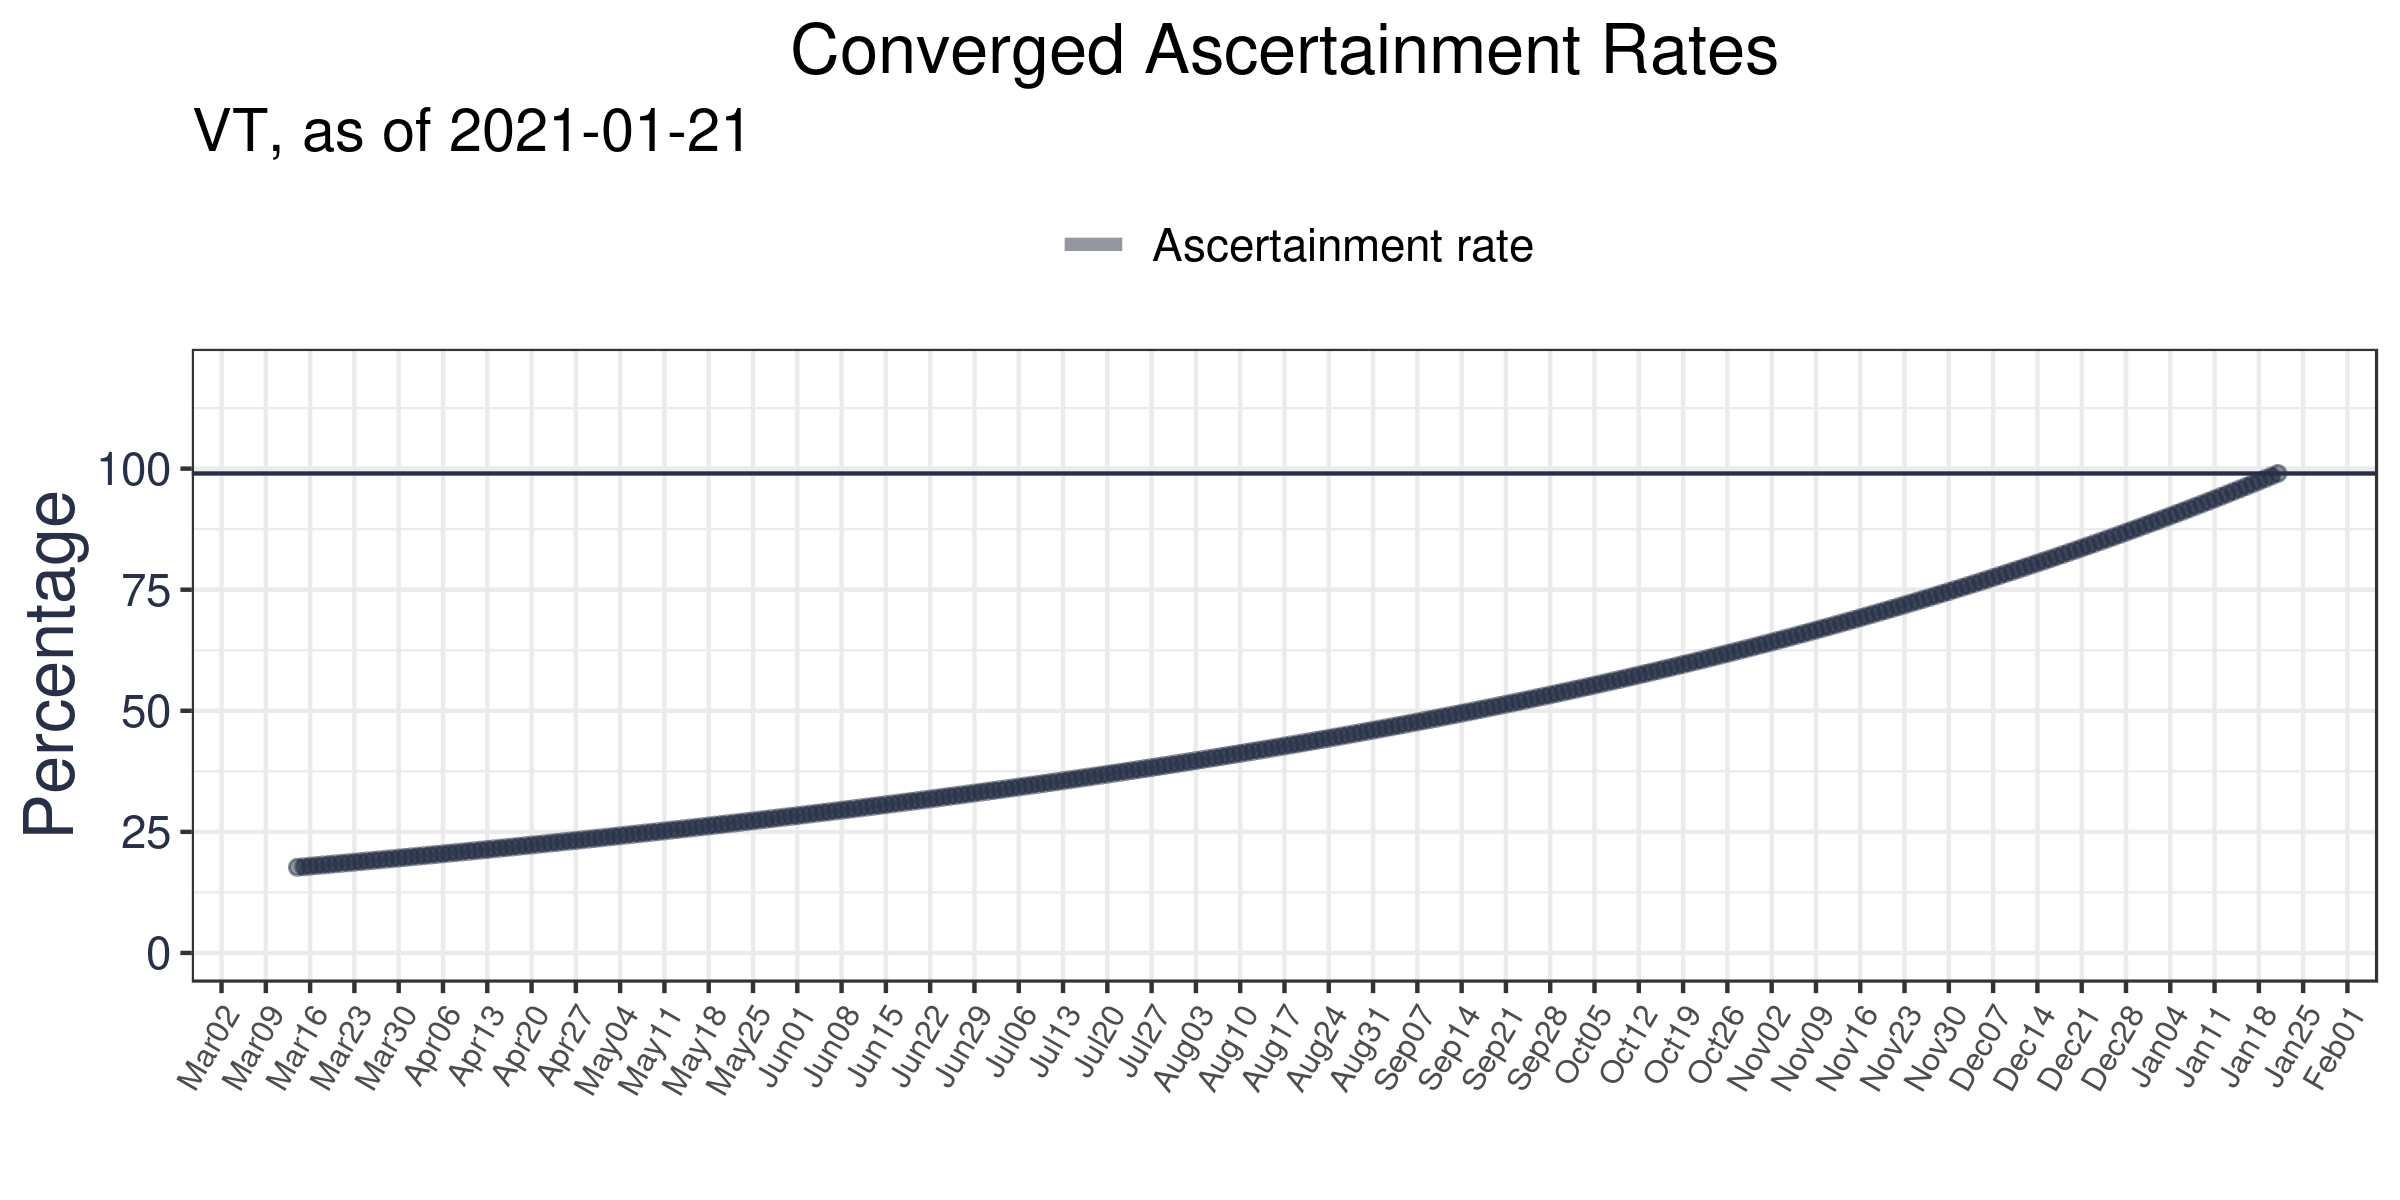 Converged Ascertainment Rates
VT, as of 2021-01-21
Ascertainment rate
Percentage
100
75
50
25
0
Mar02 Mar09 Mar16 Mar23 Mar30 Apr06 Apr13 Apr20 Apr27 May04 May11 May18 May25 Jun01 Jun08 Jun15 Jun22 Jun29 Jul06 Jul13 Jul20 Jul27 Aug03 Aug10 Aug17 Aug24 Aug31 Sep07 Sep14 Sep21 Sep28 Oct05 Oct12 Oct19 Oct26 Nov02 Nov09 Nov16 Nov23 Nov30 Dec07 Dec14 Dec21 Dec28 Jan04 Jan11 Jan18 Jan25 Feb01